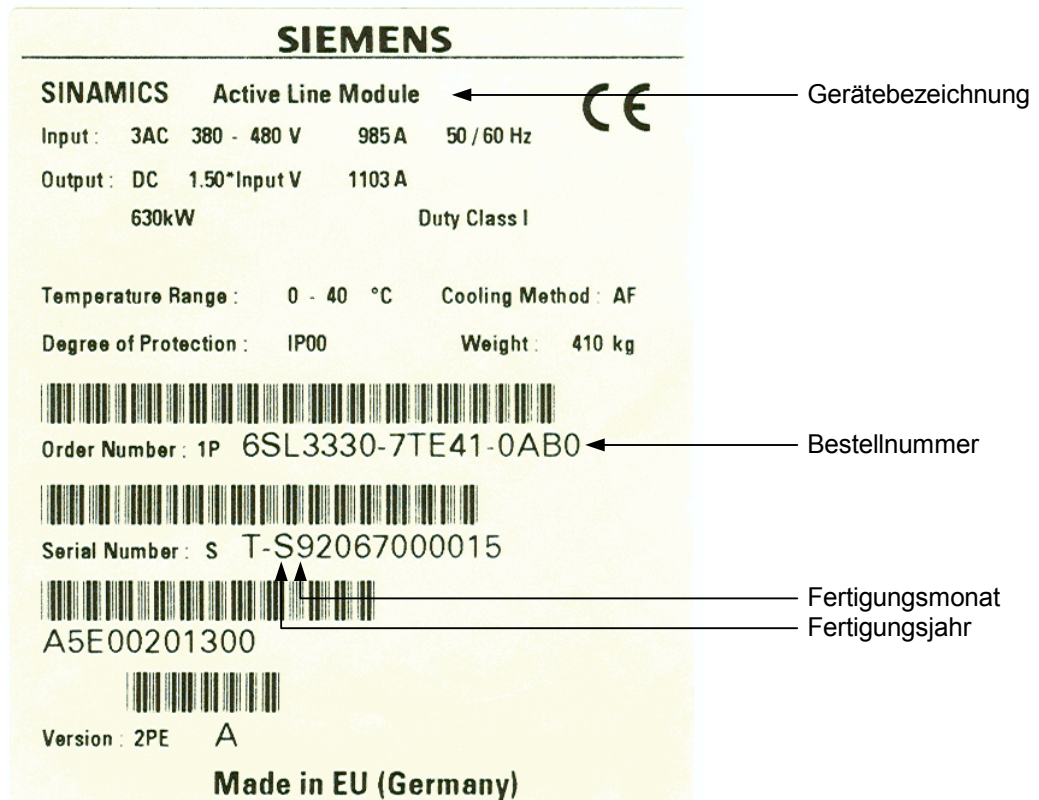 SIEMENS
SINAMICS Active Line Module
Gerätebezeichnung
CE
Input : 3AC 380 - 480 V 985 A 50 / 60 Hz
Output : DC 1.50*Input V 1103 A
630kW Duty Class I
Temperature Range : 0 - 40 °C Cooling Method : AF
Degree of Protection : IP00 Weight : 410 kg
Order Number : 1P 6SL3330-7TE41-0AB0
Bestellnummer
Serial Number : S T-S92067000015
Fertigungsmonat
Fertigungsjahr
A5E00201300
Version : 2PE A
Made in EU (Germany)